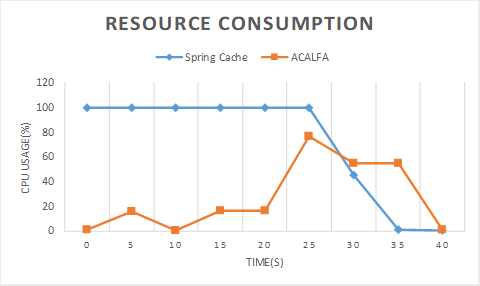 RESOURCE CONSUMPTION
Spring Cache ACALFA
120
100
80
60
40
20
0
CPU USAGE(%)
0 5 10 15 20 25 30 35 40
TIME(S)